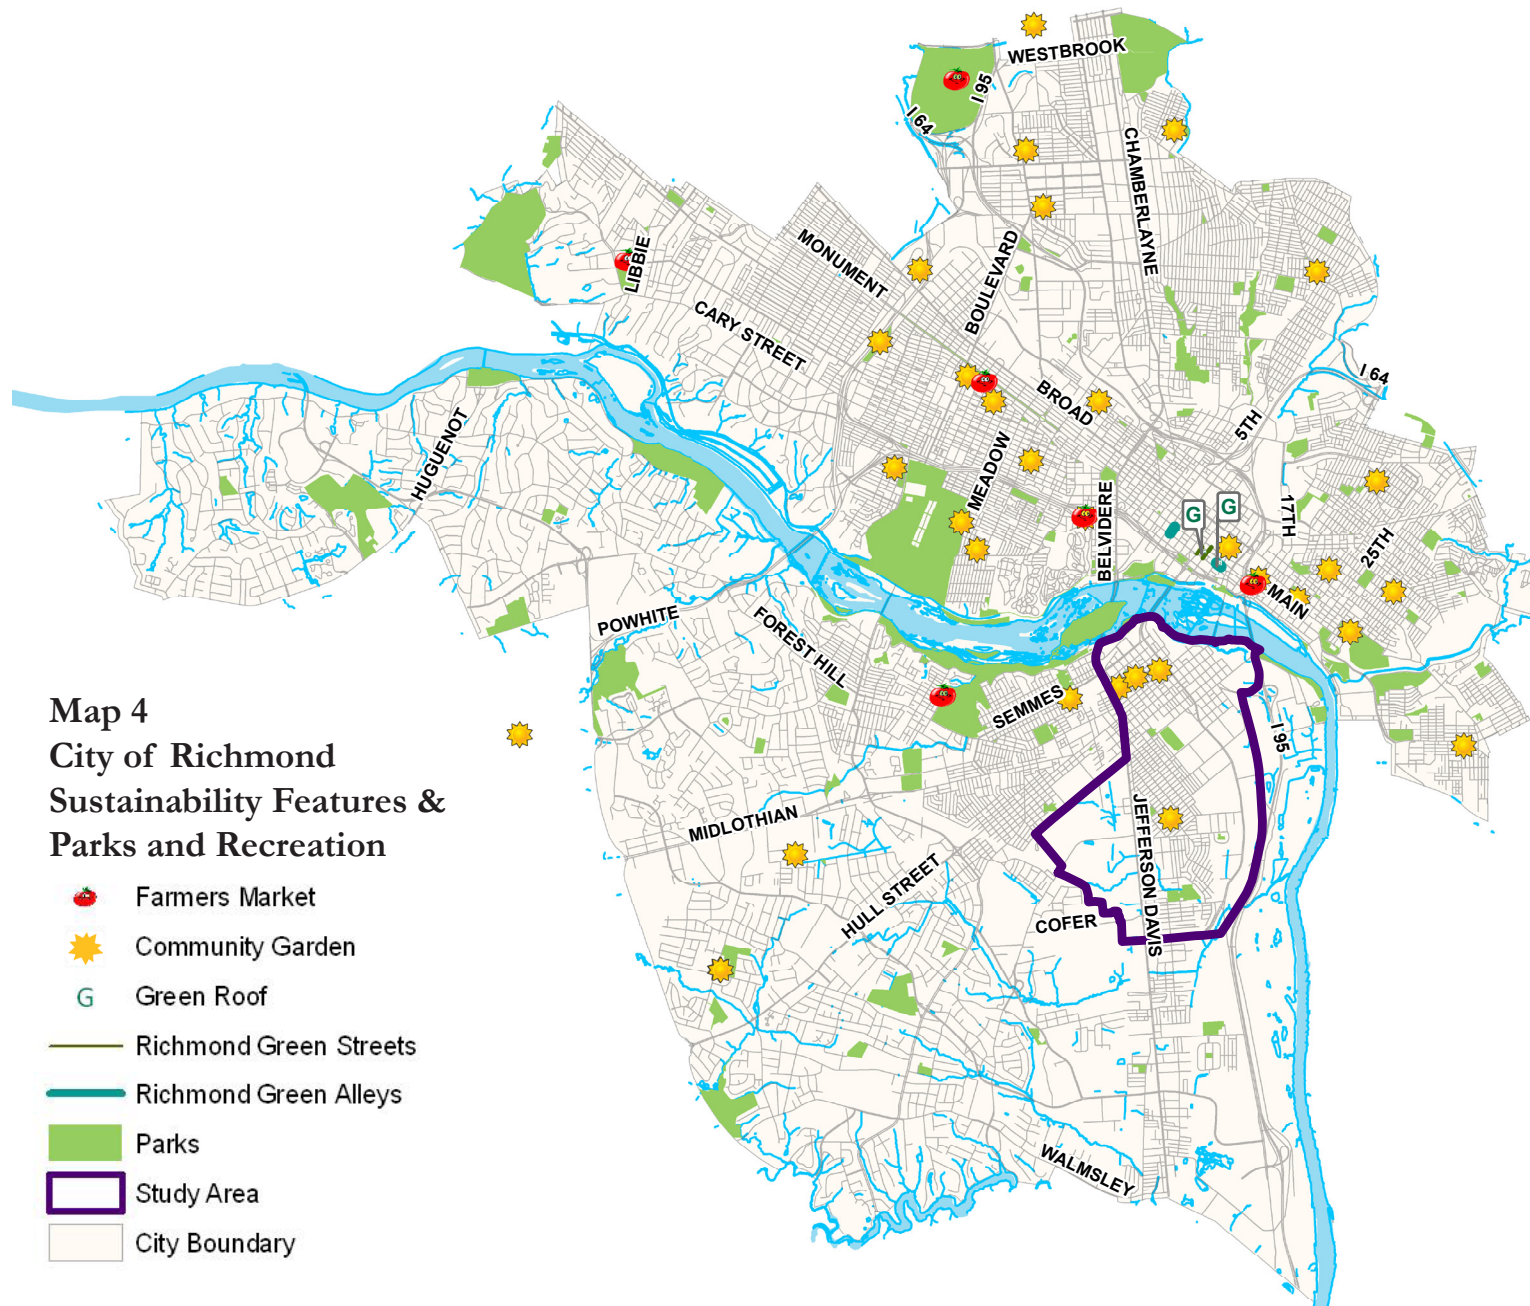 WESTBROOK
I 95
I 64
CHAMBERLAYNE
LIBBIE
MONUMENT
BOULEVARD
CARY STREET
I 64
BROAD
5TH
HUGUENOT
MEADOW
BELVIDERE
G
G
17TH
25TH
MAIN
POWHITE
FOREST HILL
SEMMES
I 95
MIDLOTHIAN
JEFFERSON DAVIS
HULL STREET
COFER
WALMSLEY
Map 4
City of Richmond
Sustainability Features &
Parks and Recreation
Farmers Market
Community Garden
G Green Roof
Richmond Green Streets
Richmond Green Alleys
Parks
Study Area
City Boundary